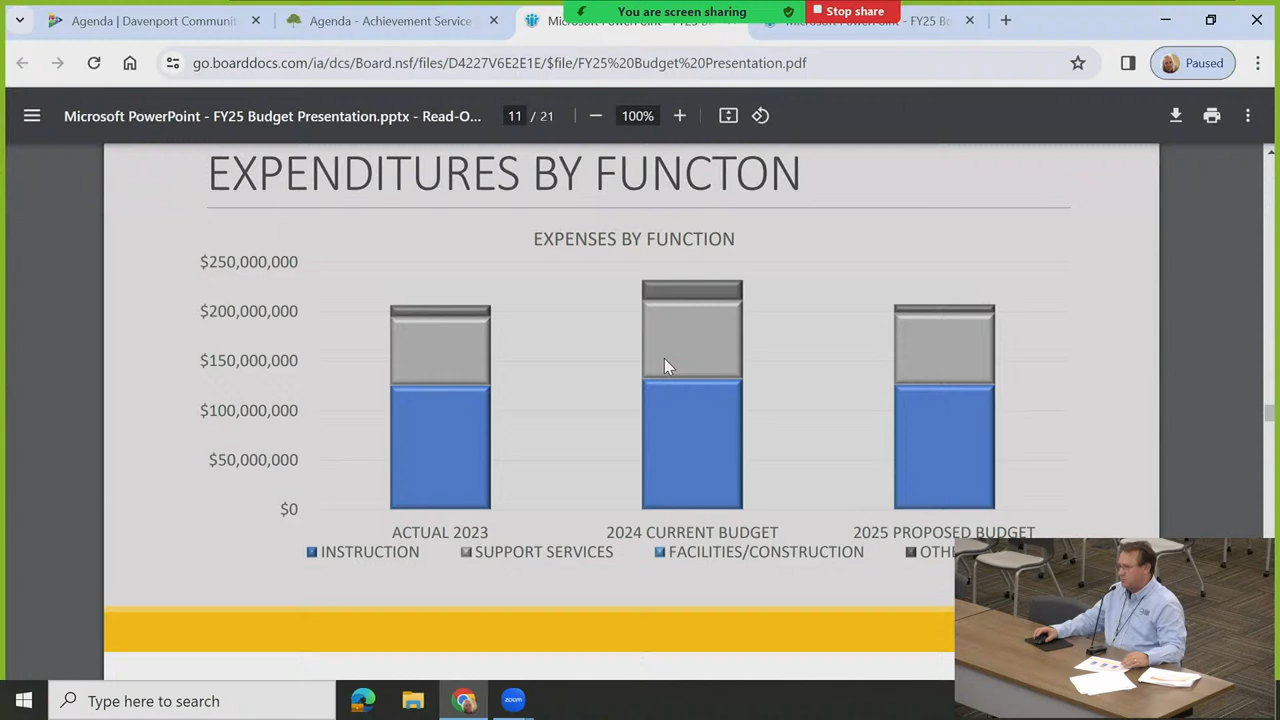 You are screen sharing
Stop share
Agenda | Davenport Communit
Agenda - Achievement Service
go.boarddocs.com/ia/dcs/Board.nsf/files/D4227V6E2E1E/$file/FY25%20Budget%20Presentation.pdf
Paused
Microsoft PowerPoint - FY25 Budget Presentation.pptx - Read-O...
11 / 21
100%
EXPENDITURES BY FUNCTON
EXPENSES BY FUNCTION
$250,000,000
$200,000,000
$150,000,000
$100,000,000
$50,000,000
$0
ACTUAL 2023 2024 CURRENT BUDGET 2025 PROPOSED BUDGET
INSTRUCTION SUPPORT SERVICES FACILITIES/CONSTRUCTION OTH
Type here to search
zoom